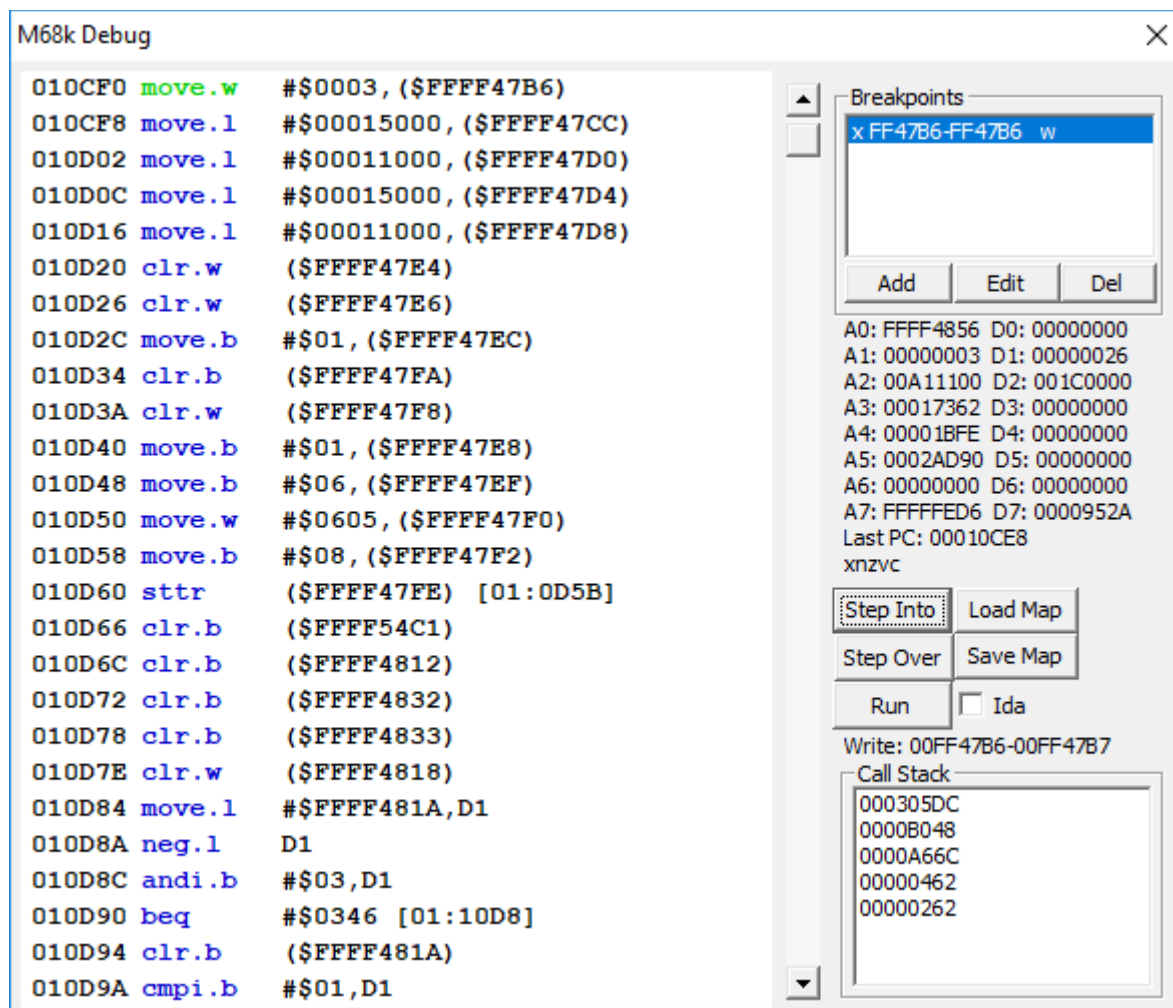 M68k Debug
010CF0 move.w #$0003,($FFFF47B6)
010CF8 move.l #$00015000,($FFFF47CC)
010D02 move.l #$00011000,($FFFF47D0)
010D0C move.l #$00015000,($FFFF47D4)
010D16 move.l #$00011000,($FFFF47D8)
010D20 clr.w ($FFFF47E4)
010D26 clr.w ($FFFF47E6)
010D2C move.b #$01,($FFFF47EC)
010D34 clr.b ($FFFF47FA)
010D3A clr.w ($FFFF47F8)
010D40 move.b #$01,($FFFF47E8)
010D48 move.b #$06,($FFFF47EF)
010D50 move.w #$0605,($FFFF47F0)
010D58 move.b #$08,($FFFF47F2)
010D60 sttr ($FFFF47FE) [01:0D5B]
010D66 clr.b ($FFFF54C1)
010D6C clr.b ($FFFF4812)
010D72 clr.b ($FFFF4832)
010D78 clr.b ($FFFF4833)
010D7E clr.w ($FFFF4818)
010D84 move.l #$FFFF481A,D1
010D8A neg.l D1
010D8C andi.b #$03,D1
010D90 beq #$0346 [01:10D8]
010D94 clr.b ($FFFF481A)
010D9A cmpi.b #$01,D1
Breakpoints
x FF47B6-FF47B6 w
Add Edit Del
A0: FFFF4856 D0: 00000000
A1: 00000003 D1: 00000026
A2: 00A11100 D2: 001C0000
A3: 00017362 D3: 00000000
A4: 00001BFE D4: 00000000
A5: 0002AD90 D5: 00000000
A6: 00000000 D6: 00000000
A7: FFFFFED6 D7: 0000952A
Last PC: 00010CE8
xnzvc
Step Into Load Map
Step Over Save Map
Run Ida
Write: 00FF47B6-00FF47B7
Call Stack
000305DC
0000B048
0000A66C
00000462
00000262